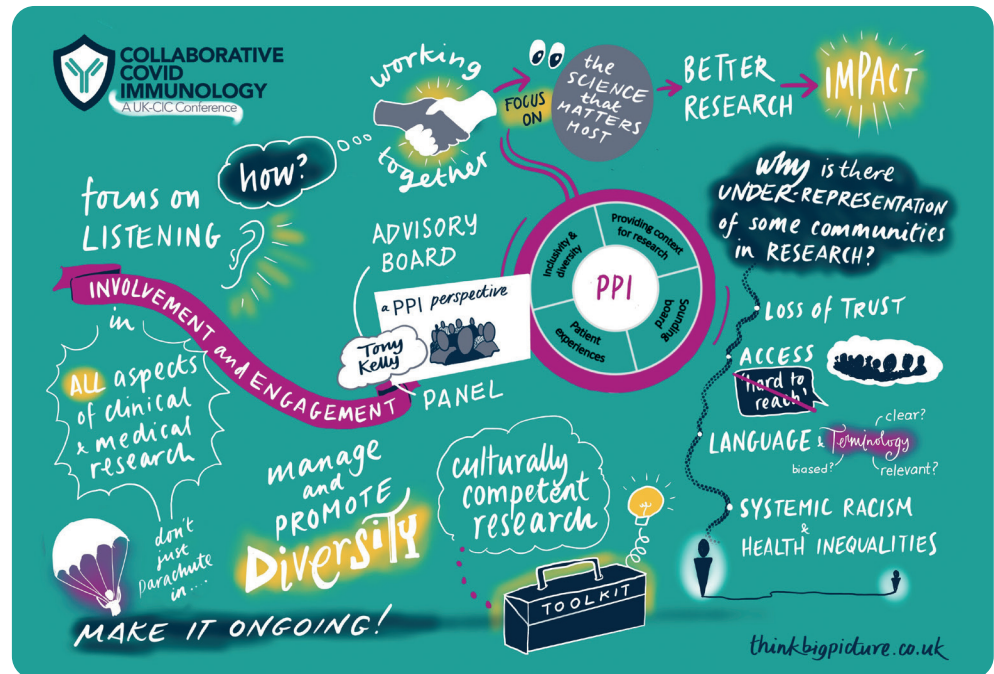 COLLABORATIVE
COVID
IMMUNOLOGY
A UK-CIC Conference
working
together
FOCUS
ON
the
SCIENCE
that
MATTERS
MOST
BETTER
RESEARCH
IMPACT
how?
focus on
LISTENING
INVOLVEMENT and ENGAGEMENT
in
ALL aspects
of clinical
& medical
research
don't
just
parachute
in...
MAKE IT ONGOING!
ADVISORY
BOARD
a PPI perspective
Tony
Kelly
PANEL
PPI
Inclusivity &
diversity
Providing context
for research
Sounding
board
Patient
experiences
manage
and
PROMOTE
Diversity
culturally
competent
research
TOOLKIT
why is there
UNDER-REPRESENTATION
of some communities
in RESEARCH?
LOSS of TRUST
ACCESS
'hard to
reach'
LANGUAGE & Terminology
clear?
biased?
relevant?
SYSTEMIC RACISM
&
HEALTH INEQUALITIES
thinkbigpicture.co.uk